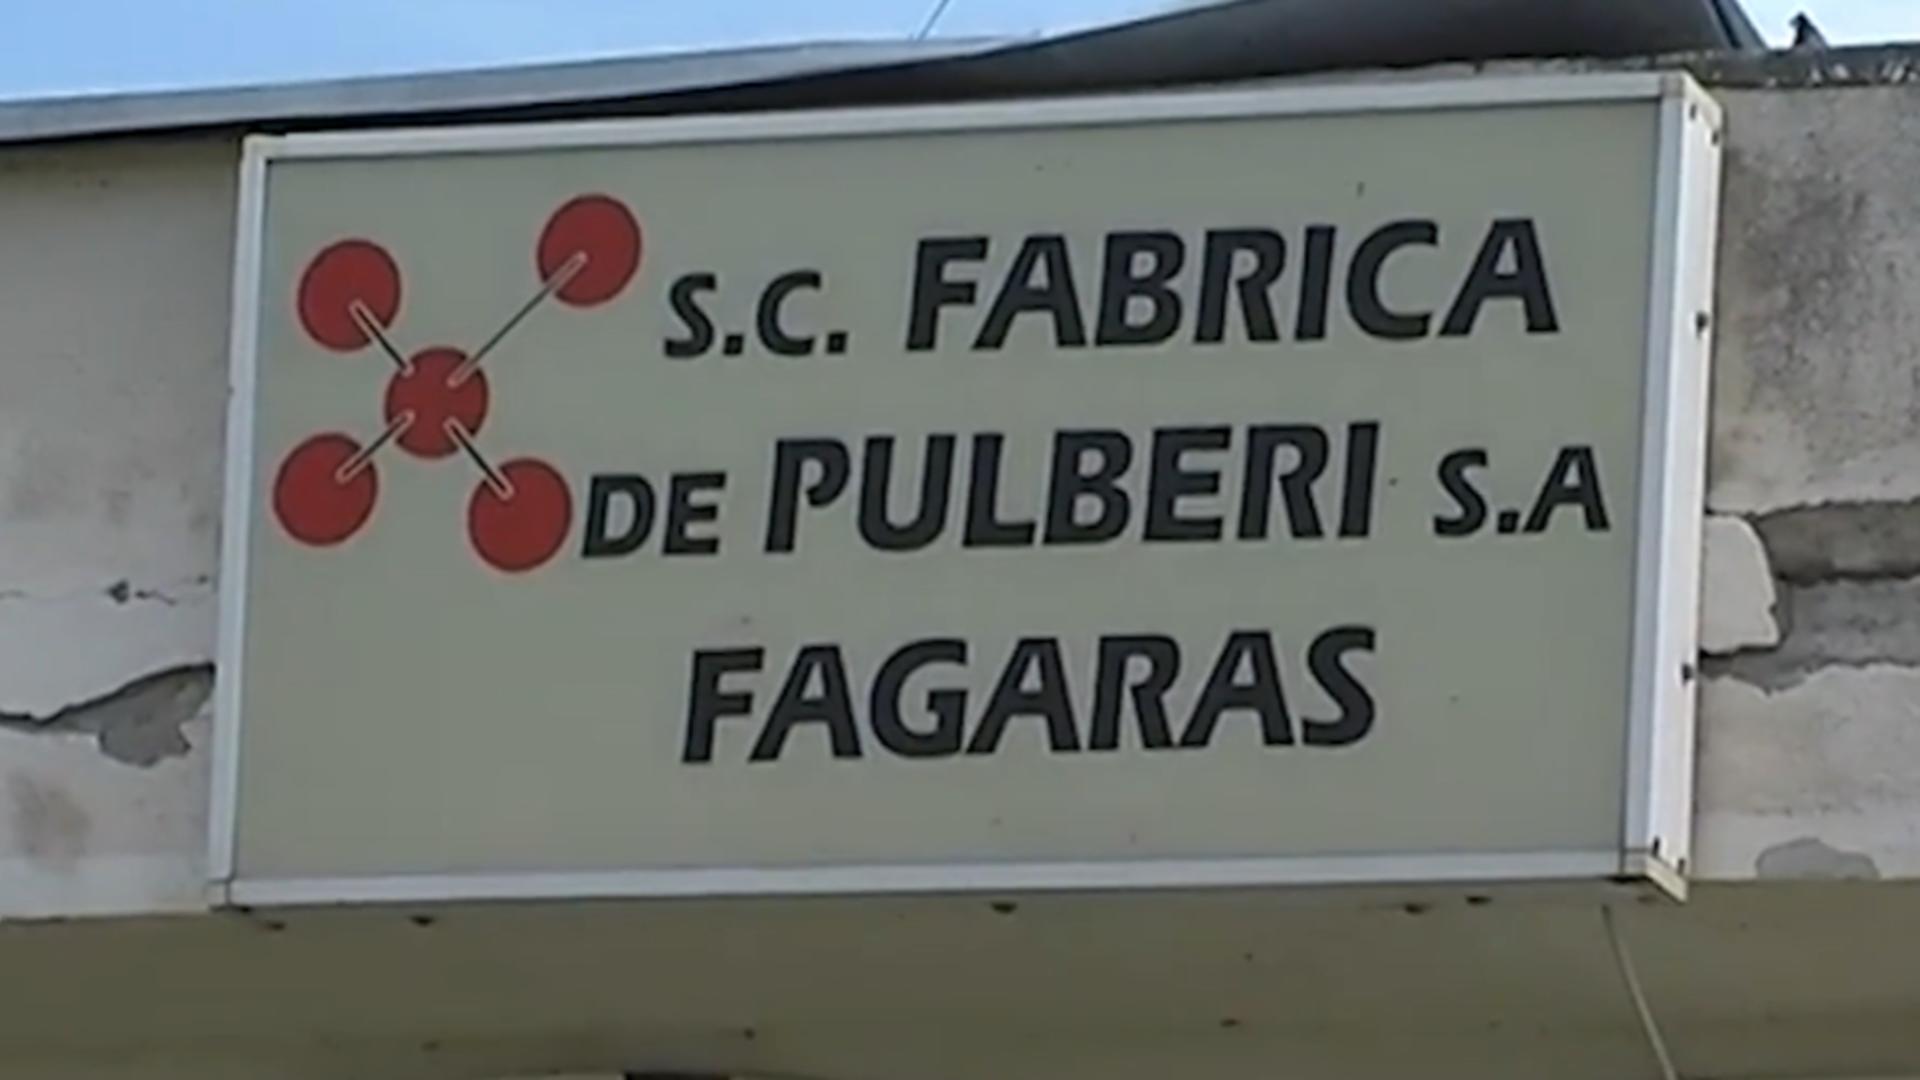 S.C. FABRICA
DE PULBERI S.A
FAGARAS